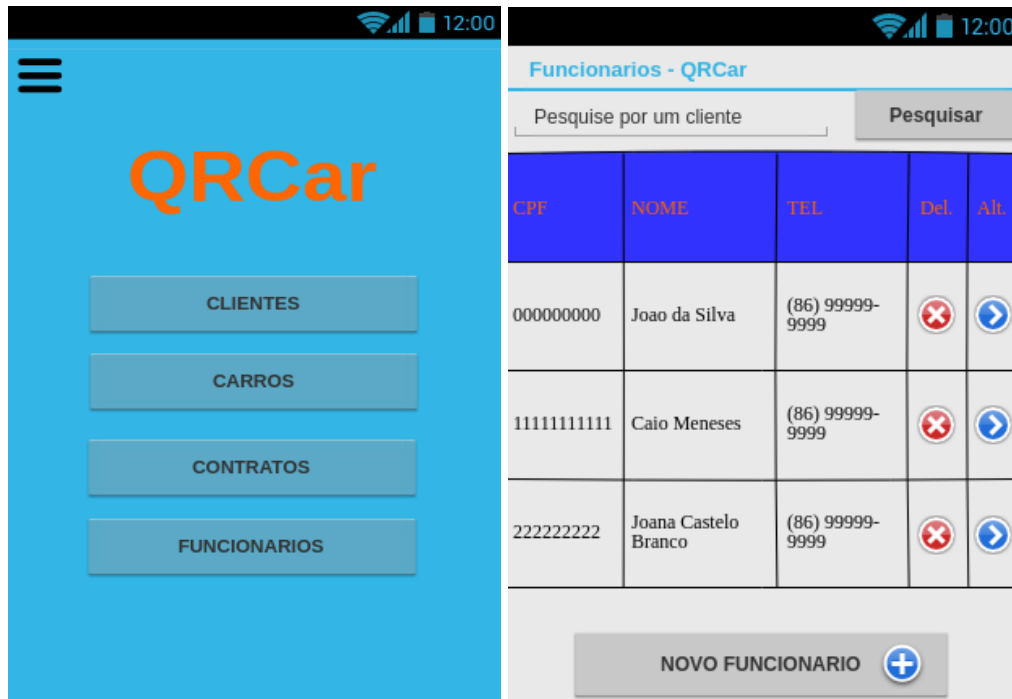 12:00
QRCar
CLIENTES
CARROS
CONTRATOS
FUNCIONARIOS
12:00
Funcionarios - QRCar
Pesquise por um cliente Pesquisar
CPF NOME TEL Del. Alt.
000000000 Joao da Silva (86) 99999-
9999
11111111111 Caio Meneses (86) 99999-
9999
222222222 Joana Castelo (86) 99999-
Branco 9999
NOVO FUNCIONARIO